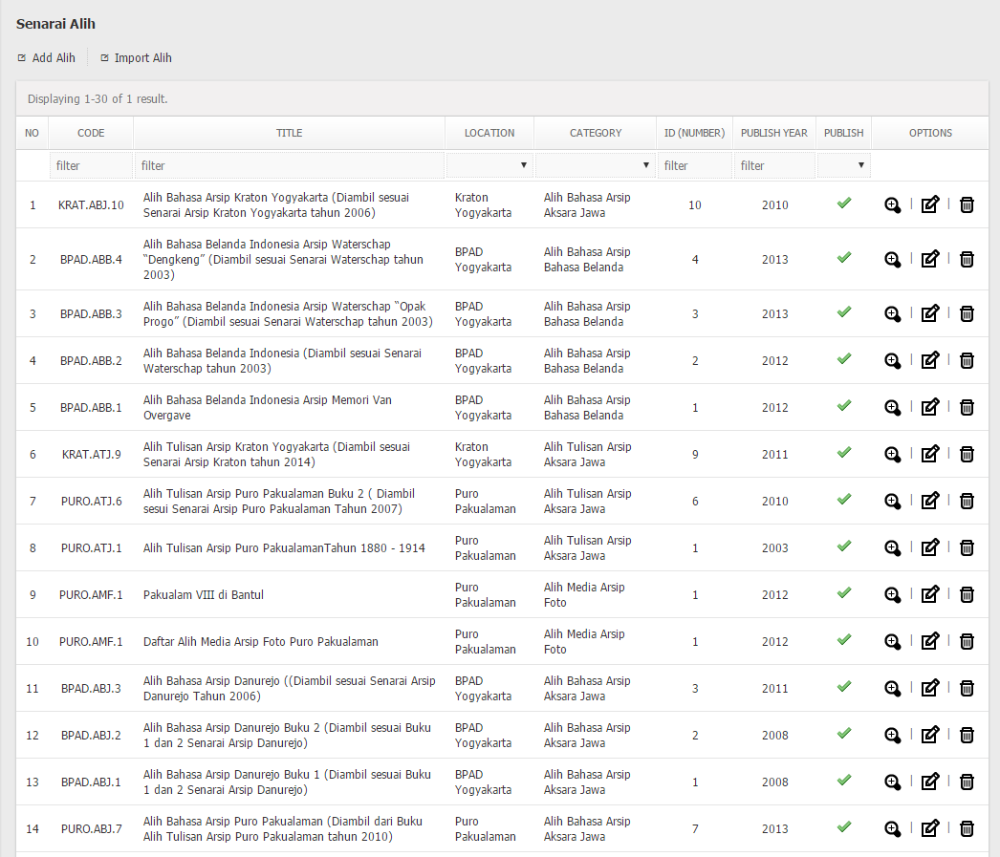 Senarai Alih
Add Alih
Import Alih
Displaying 1-30 of 1 result.
NO CODE TITLE LOCATION CATEGORY ID (NUMBER) PUBLISH YEAR PUBLISH OPTIONS
filter filter filter filter
1 KRAT.ABJ.10 Alih Bahasa Arsip Kraton Yogyakarta (Diambil sesuai Kraton Alih Bahasa Arsip 10 2010
Senarai Arsip Kraton Yogyakarta tahun 2006) Yogyakarta Aksara Jawa
Alih Bahasa Belanda Indonesia Arsip Waterschap
2 BPAD.ABB.4 “Dengkeng” (Diambil sesuai Senarai Waterschap tahun BPAD Alih Bahasa Arsip 4 2013
2003) Yogyakarta Bahasa Belanda
3 BPAD.ABB.3 Alih Bahasa Belanda Indonesia Arsip Waterschap “Opak BPAD Alih Bahasa Arsip 3 2013
Progo” (Diambil sesuai Senarai Waterschap tahun 2003) Yogyakarta Bahasa Belanda
4 BPAD.ABB.2 Alih Bahasa Belanda Indonesia (Diambil sesuai Senarai BPAD Alih Bahasa Arsip 2 2012
Waterschap tahun 2003) Yogyakarta Bahasa Belanda
5 BPAD.ABB.1 Alih Bahasa Belanda Indonesia Arsip Memori Van BPAD Alih Bahasa Arsip 1 2012
Overgave Yogyakarta Bahasa Belanda
6 KRAT.ATJ.9 Alih Tulisan Arsip Kraton Yogyakarta (Diambil sesuai Kraton Alih Tulisan Arsip 9 2011
Senarai Arsip Kraton tahun 2014) Yogyakarta Aksara Jawa
7 PURO.ATJ.6 Alih Tulisan Arsip Puro Pakualaman Buku 2 ( Diambil Puro Alih Tulisan Arsip 6 2010
sesui Senarai Arsip Puro Pakualaman Tahun 2007) Pakualaman Aksara Jawa
8 PURO.ATJ.1 Alih Tulisan Arsip Puro PakualamanTahun 1880 - 1914 Puro Alih Tulisan Arsip 1 2003
Pakualaman Aksara Jawa
9 PURO.AMF.1 Pakualam VIII di Bantul Puro Alih Media Arsip 1 2012
Pakualaman Foto
10 PURO.AMF.1 Daftar Alih Media Arsip Foto Puro Pakualaman Puro Alih Media Arsip 1 2012
Pakualaman Foto
11 BPAD.ABJ.3 Alih Bahasa Arsip Danurejo ((Diambil sesuai Senarai Arsip BPAD Alih Bahasa Arsip 3 2011
Danurejo Tahun 2006) Yogyakarta Aksara Jawa
12 BPAD.ABJ.2 Alih Bahasa Arsip Danurejo Buku 2 (Diambil sesuai Buku BPAD Alih Bahasa Arsip 2 2008
1 dan 2 Senarai Arsip Danurejo) Yogyakarta Aksara Jawa
13 BPAD.ABJ.1 Alih Bahasa Arsip Danurejo Buku 1 (Diambil sesuai Buku BPAD Alih Bahasa Arsip 1 2008
1 dan 2 Senarai Arsip Danurejo) Yogyakarta Aksara Jawa
14 PURO.ABJ.7 Alih Bahasa Arsip Puro Pakualaman (Diambil dari Buku Puro Alih Bahasa Arsip 7 2013
Alih Tulisan Arsip Puro Pakualaman tahun 2010) Pakualaman Aksara Jawa